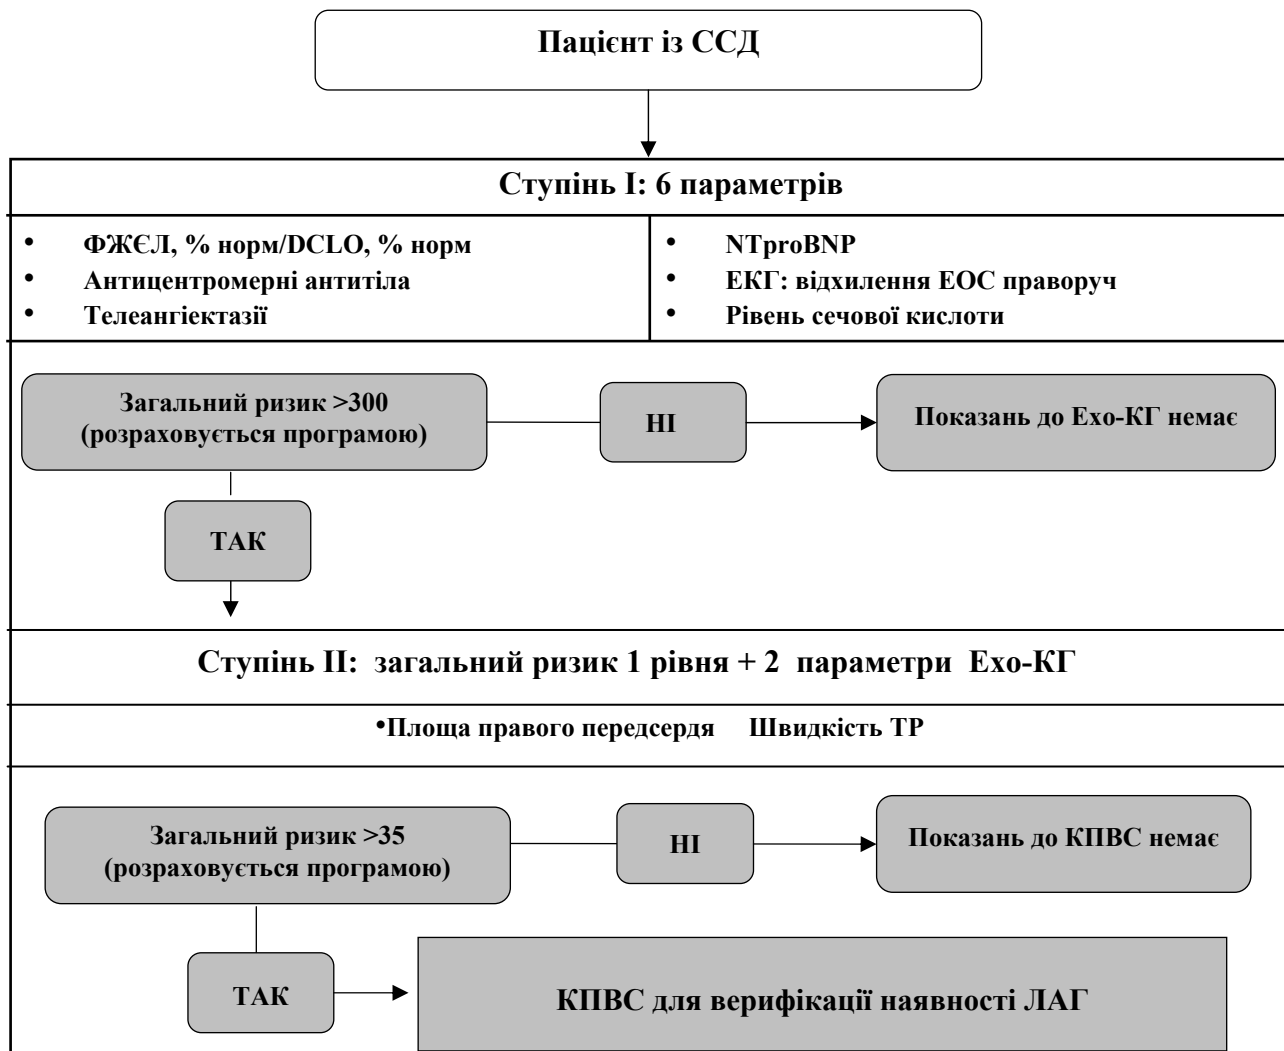 Пацієнт із ССД
Ступінь I: 6 параметрів
• ФЖЄЛ, % норм/DCLO, % норм
• Антицентромерні антитіла
• Телеангіектазії
• NTproBNP
• ЕКГ: відхилення ЕОС праворуч
• Рівень сечової кислоти
Загальний ризик >300
(розраховується програмою)
НІ
Показань до Ехо-КГ немає
ТАК
Ступінь II: загальний ризик 1 рівня + 2 параметри Ехо-КГ
•Площа правого передсердя Швидкість ТР
Загальний ризик >35
(розраховується програмою)
НІ
Показань до КПВС немає
ТАК
КПВС для верифікації наявності ЛАГ